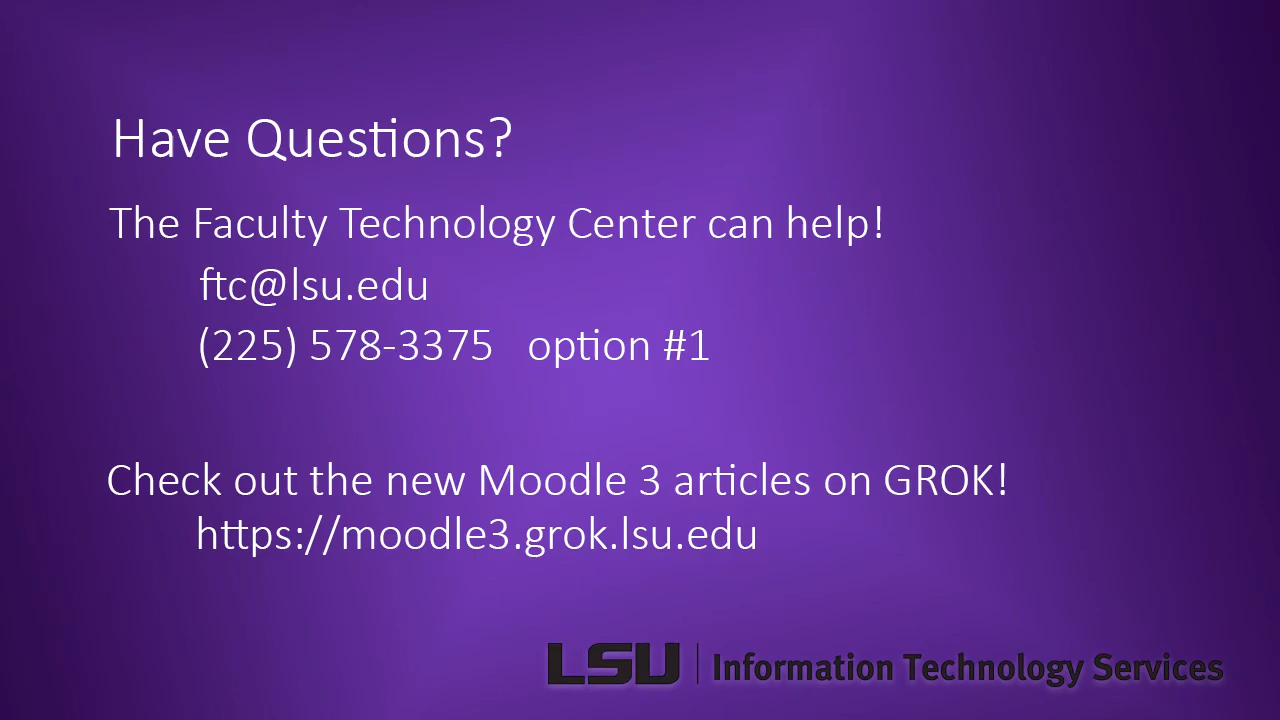 Have Questions?
The Faculty Technology Center can help!
ftc@lsu.edu
(225) 578-3375 option #1
Check out the new Moodle 3 articles on GROK!
https://moodle3.grok.lsu.edu
LSU | Information Technology Services